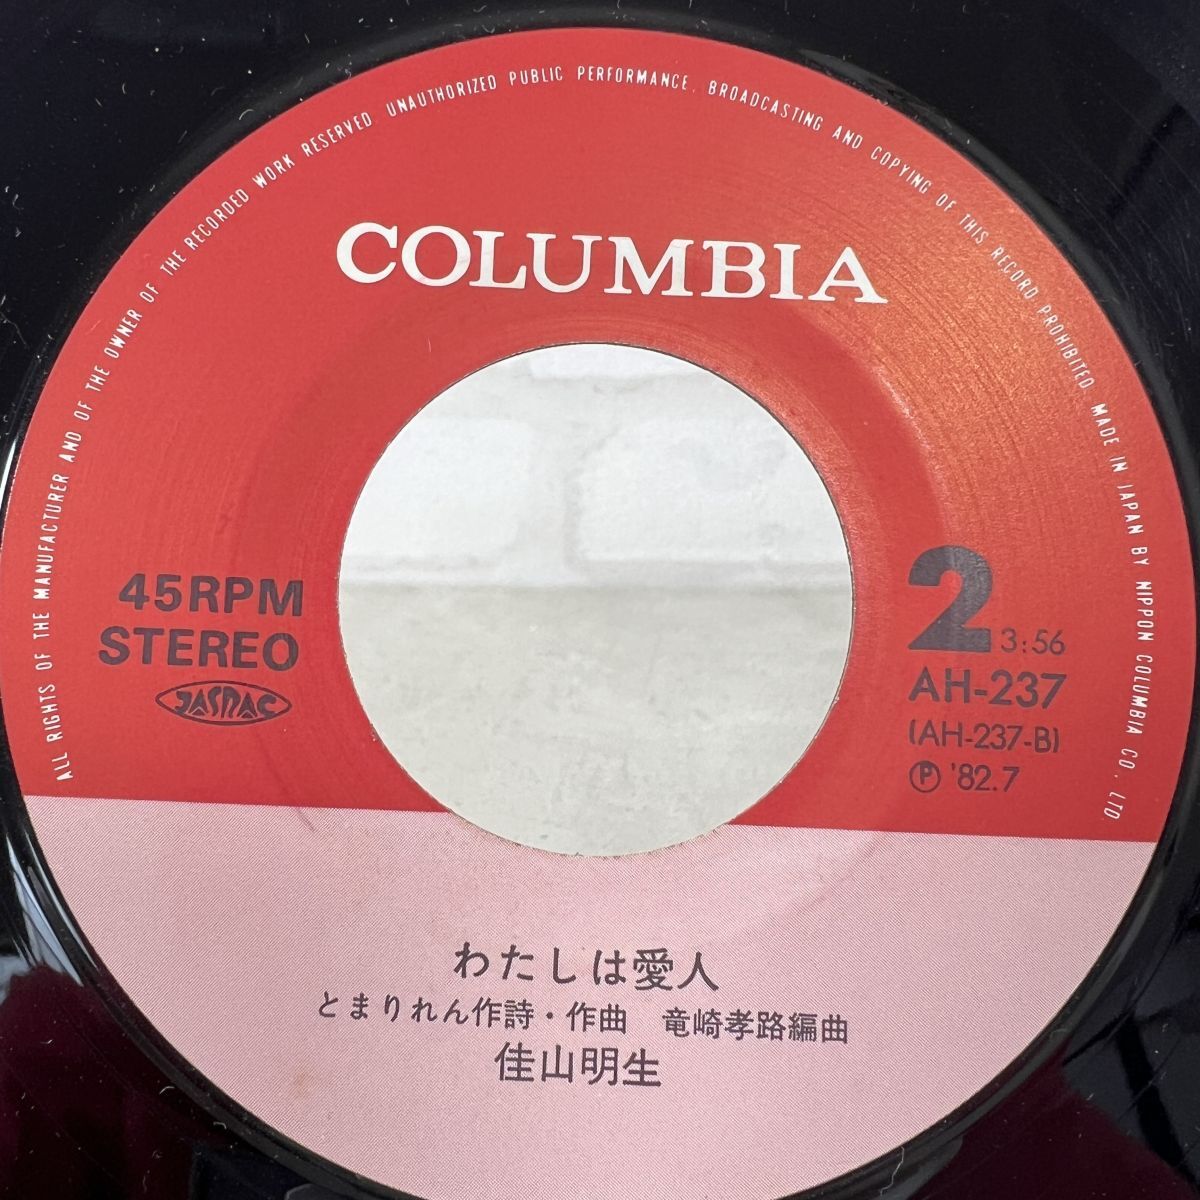 ALL RIGHTS OF THE MANUFACTURER AND OF THE OWNER OF THE RECORDED WORK RESERVED UNAUTHORIZED PUBLIC PERFORMANCE. BROADCASTING AND COPYING OF THIS RECORD PROHIBITED MADE IN JAPAN BY NIPPON COLUMBIA CO., LTD.
COLUMBIA
45RPM
STEREO
JASRAC
2 3:56
AH-237
(AH-237-B)
Ⓟ '82.7
わたしは愛人
とまりれん作詩・作曲 竜崎孝路編曲
佳山明生